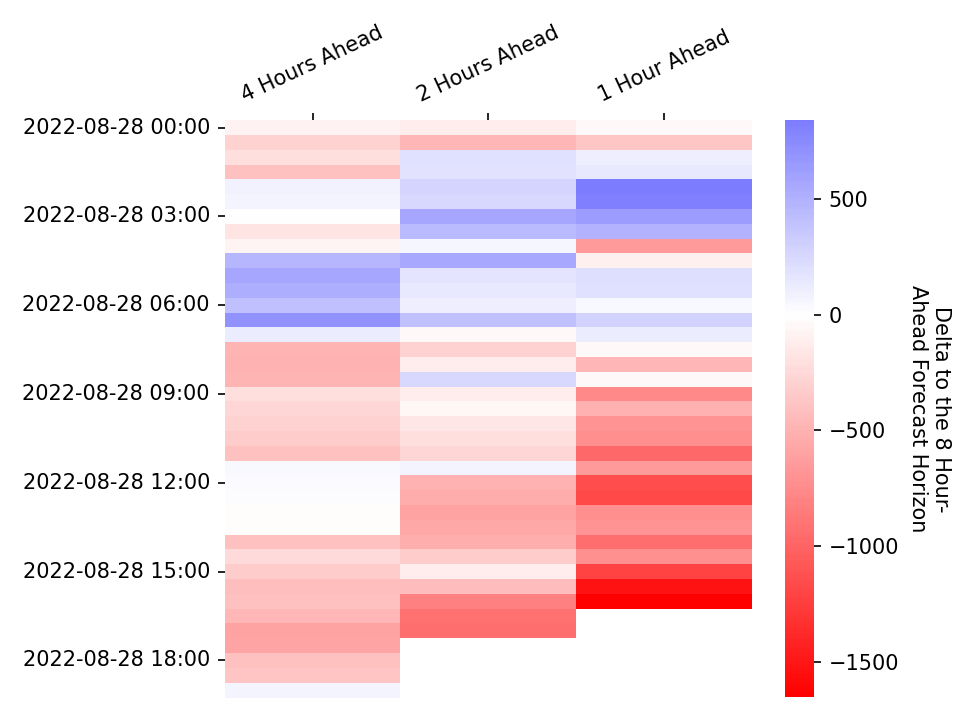 4 Hours Ahead
2 Hours Ahead
1 Hour Ahead
2022-08-28 00:00
2022-08-28 03:00
2022-08-28 06:00
2022-08-28 09:00
2022-08-28 12:00
2022-08-28 15:00
2022-08-28 18:00
500
0
−500
−1000
−1500
Delta to the 8 Hour-
Ahead Forecast Horizon